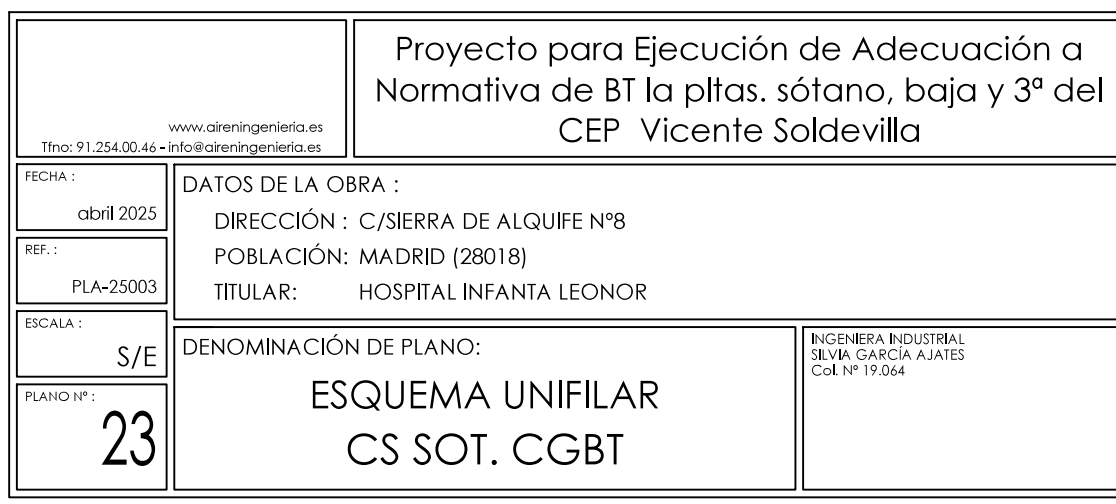 www.aireningenieria.es
Tfno: 91.254.00.46 - info@aireningenieria.es
Proyecto para Ejecución de Adecuación a
Normativa de BT la pltas. sótano, baja y 3ª del
CEP Vicente Soldevilla
FECHA :
abril 2025
REF. :
PLA-25003
ESCALA :
S/E
PLANO Nº :
23
DATOS DE LA OBRA :
DIRECCIÓN : C/SIERRA DE ALQUIFE Nº8
POBLACIÓN: MADRID (28018)
TITULAR: HOSPITAL INFANTA LEONOR
DENOMINACIÓN DE PLANO:
ESQUEMA UNIFILAR
CS SOT. CGBT
INGENIERA INDUSTRIAL
SILVIA GARCÍA AJATES
Col. Nº 19.064